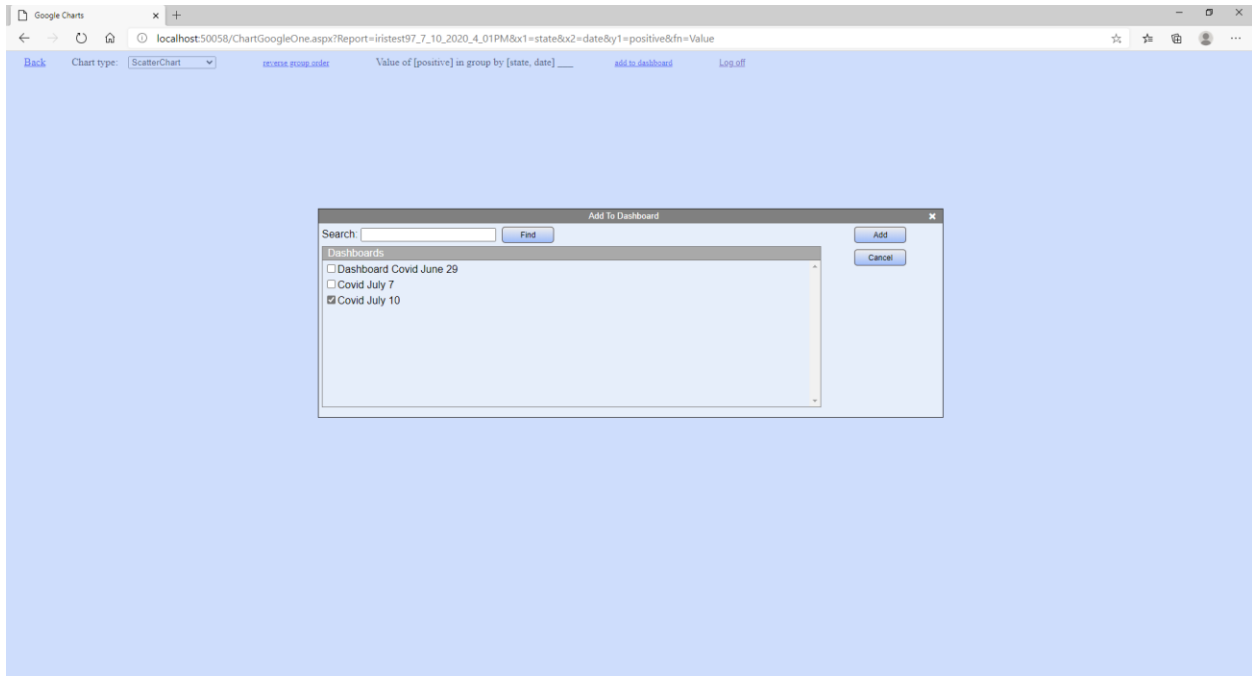 Google Charts
localhost:50058/ChartGoogleOne.aspx?Report=iristest97_7_10_2020_4_01PM&x1=state&x2=date&y1=positive&fn=Value
Back Chart type: ScatterChart reverse group order Value of [positive] in group by [state, date] ___ add to dashboard Log off
Add To Dashboard
Search: Find Add
Dashboards Cancel
Dashboard Covid June 29
Covid July 7
Covid July 10